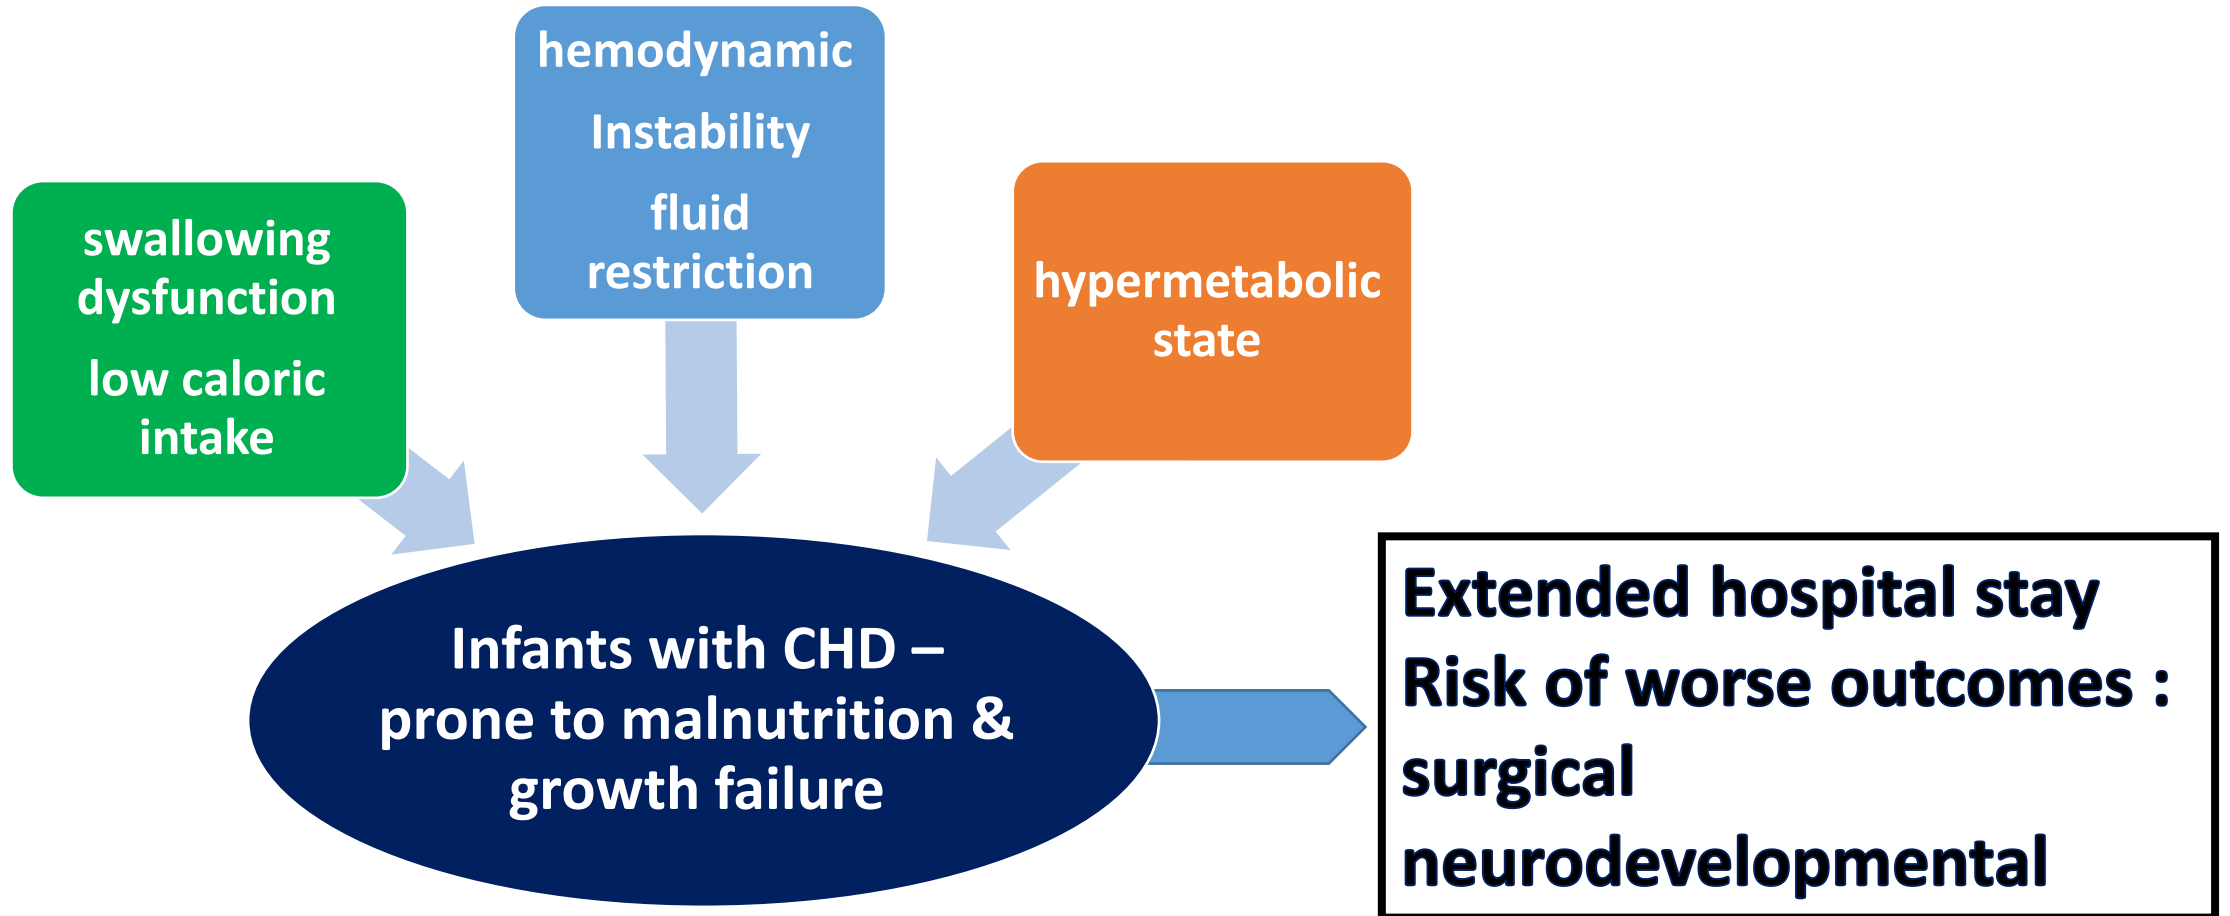 hemodynamic
Instability
fluid
restriction
swallowing
dysfunction
low caloric
intake
hypermetabolic
state
Infants with CHD –
prone to malnutrition &
growth failure
Extended hospital stay
Risk of worse outcomes :
surgical
neurodevelopmental